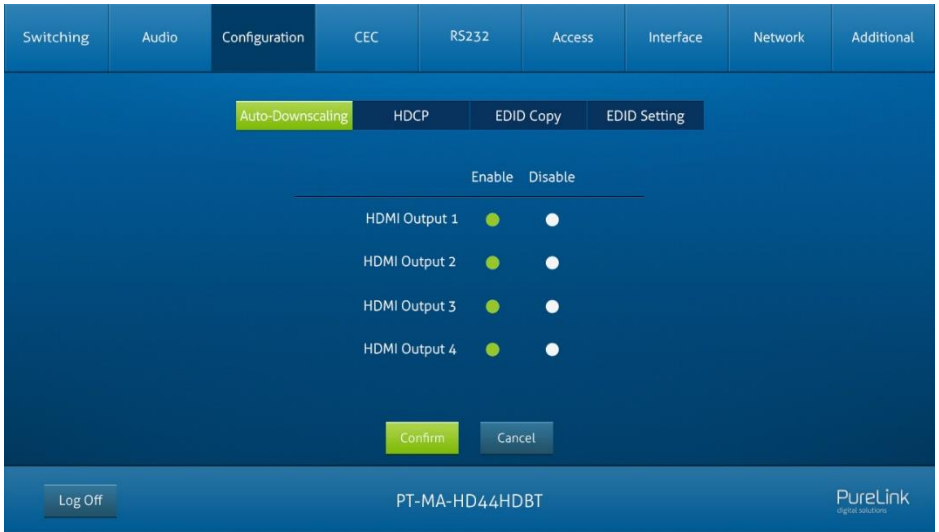 Switching Audio Configuration CEC RS232 Access Interface Network Additional
Auto-Downscaling HDCP EDID Copy EDID Setting
Enable Disable
HDMI Output 1
HDMI Output 2
HDMI Output 3
HDMI Output 4
Confirm Cancel
Log Off PT-MA-HD44HDBT PureLink
digital solutions